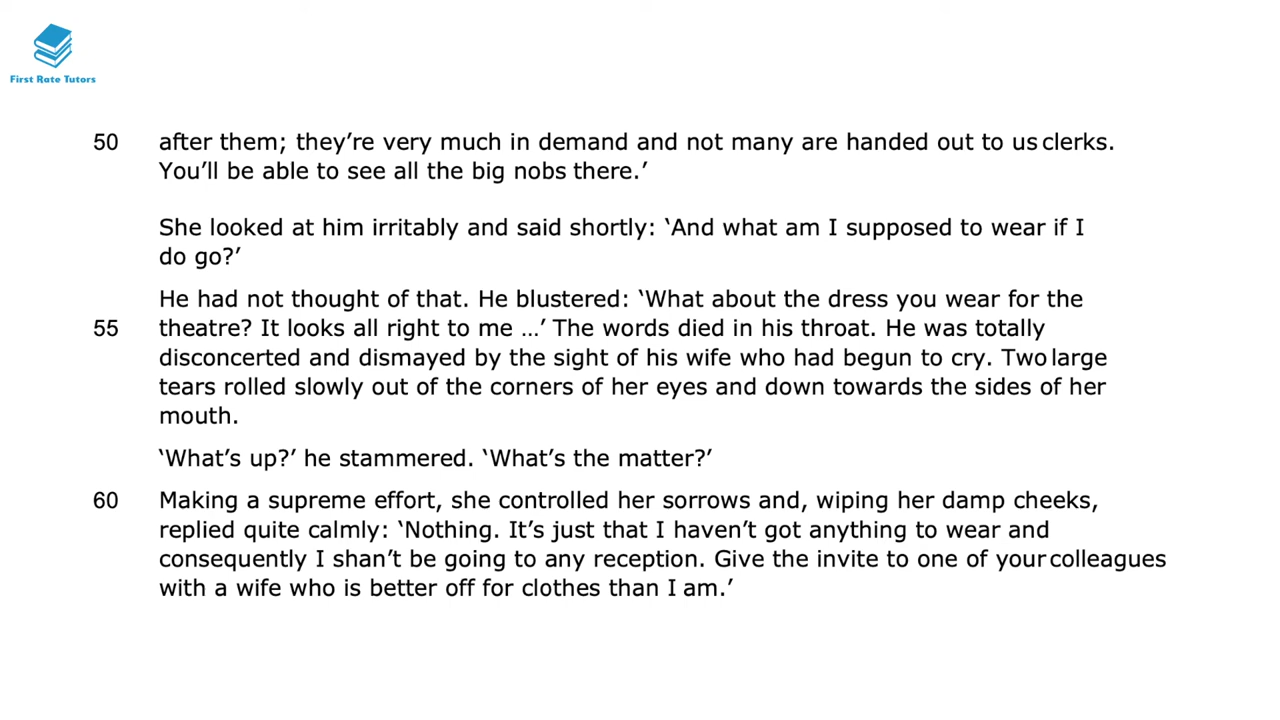 First Rate Tutors
50 after them; they’re very much in demand and not many are handed out to us clerks.
You’ll be able to see all the big nobs there.’
She looked at him irritably and said shortly: ‘And what am I supposed to wear if I
do go?’
He had not thought of that. He blustered: ‘What about the dress you wear for the
55 theatre? It looks all right to me …’ The words died in his throat. He was totally
disconcerted and dismayed by the sight of his wife who had begun to cry. Two large
tears rolled slowly out of the corners of her eyes and down towards the sides of her
mouth.
‘What’s up?’ he stammered. ‘What’s the matter?’
60 Making a supreme effort, she controlled her sorrows and, wiping her damp cheeks,
replied quite calmly: ‘Nothing. It’s just that I haven’t got anything to wear and
consequently I shan’t be going to any reception. Give the invite to one of your colleagues
with a wife who is better off for clothes than I am.’